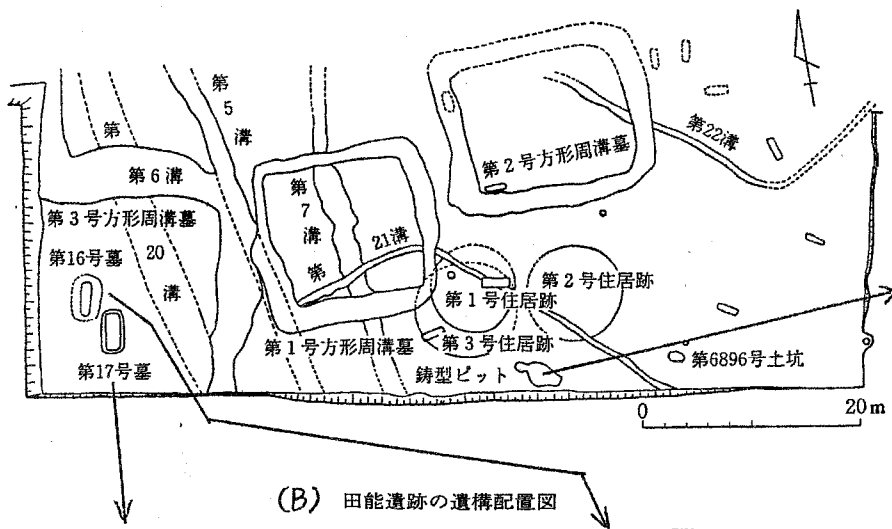 第5溝
第
20
溝
第6溝
第3号方形周溝墓
第16号墓
第17号墓
第7溝
第
21溝
第1号方形周溝墓
第2号方形周溝墓
第22溝
第1号住居跡
第2号住居跡
第3号住居跡
鋳型ピット
第6896号土坑
0
20m
(B) 田能遺跡の遺構配置図